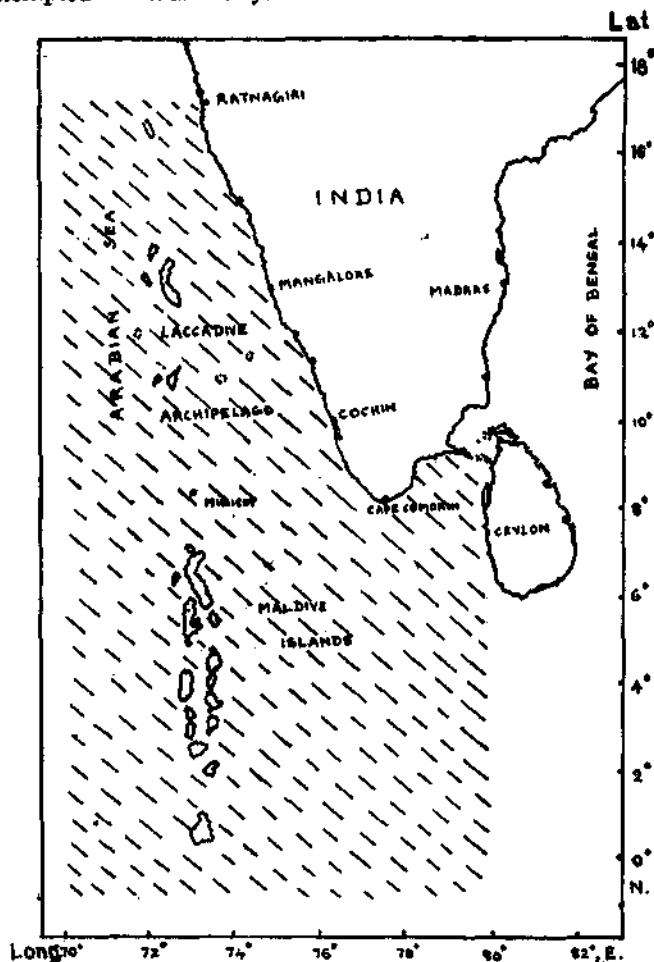 Lat
18°
RATNAGIRI
16°
INDIA
ARABIAN SEA
14°
MANGALORE
MADRAS
BAY OF BENGAL
LACCADIVE
12°
ARCHIPELAGO
COCHIN
10°
CAPE COMORIN
8°
CEYLON
6°
MALDIVE
ISLANDS
4°
2°
0°
N.
Long 70° 72° 74° 76° 78° 80° 82°, E.